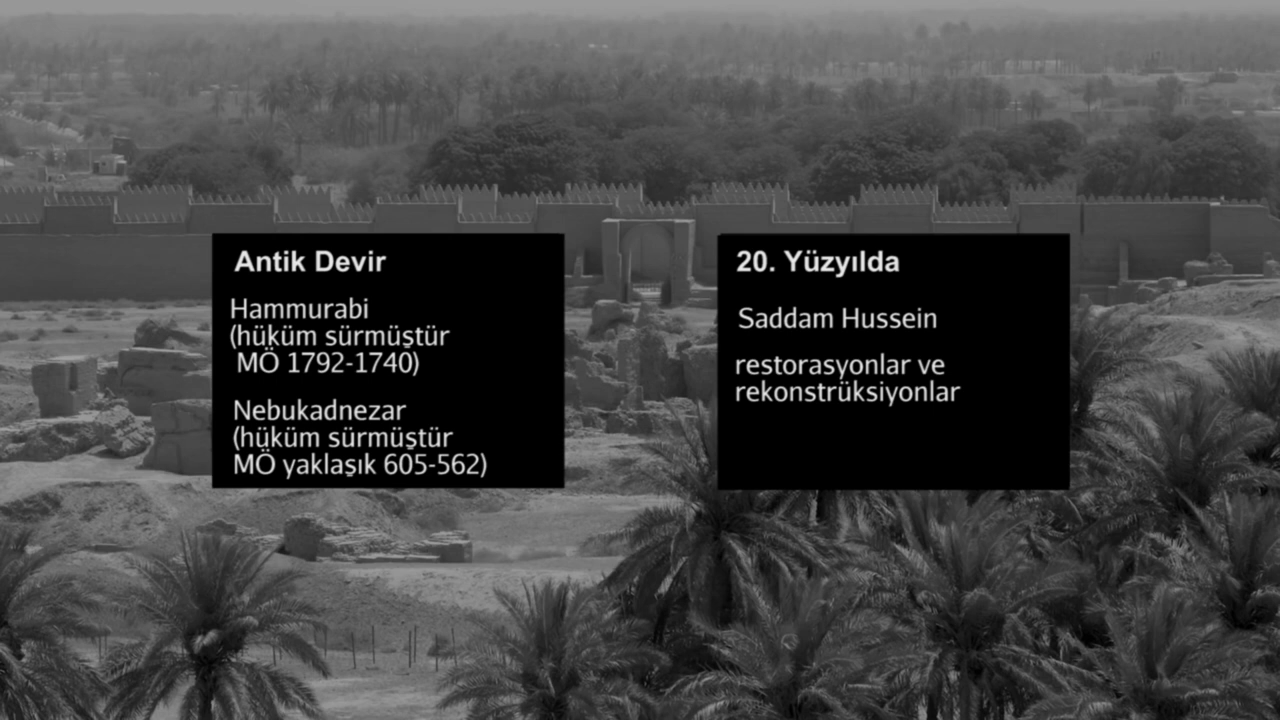 Antik Devir
Hammurabi
(hüküm sürmüştür
MÖ 1792-1740)
Nebukadnezar
(hüküm sürmüştür
MÖ yaklaşık 605-562)
20. Yüzyılda
Saddam Hussein
restorasyonlar ve
rekonstrüksiyonlar